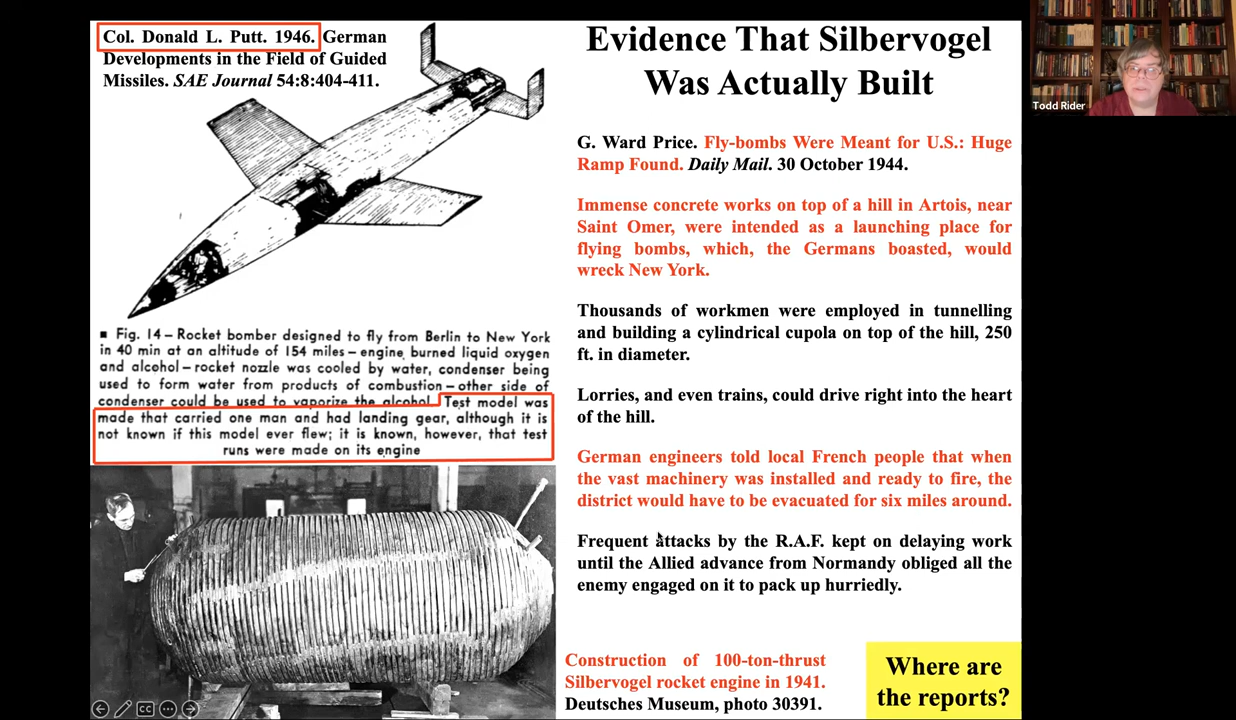 Col. Donald L. Putt. 1946. German
Developments in the Field of Guided
Missiles. SAE Journal 54:8:404-411.
■ Fig. 14 – Rocket bomber designed to fly from Berlin to New York
in 40 min at an altitude of 154 miles – engine burned liquid oxygen
and alcohol – rocket nozzle was cooled by water, condenser being
used to form water from products of combustion – other side of
condenser could be used to vaporize the alcohol. Test model was
made that carried one man and had landing gear, although it is
not known if this model ever flew; it is known, however, that test
runs were made on its engine
Evidence That Silbervogel
Was Actually Built
G. Ward Price. Fly-bombs Were Meant for U.S.: Huge
Ramp Found. Daily Mail. 30 October 1944.
Immense concrete works on top of a hill in Artois, near
Saint Omer, were intended as a launching place for
flying bombs, which, the Germans boasted, would
wreck New York.
Thousands of workmen were employed in tunnelling
and building a cylindrical cupola on top of the hill, 250
ft. in diameter.
Lorries, and even trains, could drive right into the heart
of the hill.
German engineers told local French people that when
the vast machinery was installed and ready to fire, the
district would have to be evacuated for six miles around.
Frequent attacks by the R.A.F. kept on delaying work
until the Allied advance from Normandy obliged all the
enemy engaged on it to pack up hurriedly.
Construction of 100-ton-thrust
Silbervogel rocket engine in 1941.
Deutsches Museum, photo 30391.
Where are
the reports?
Todd Rider
CC